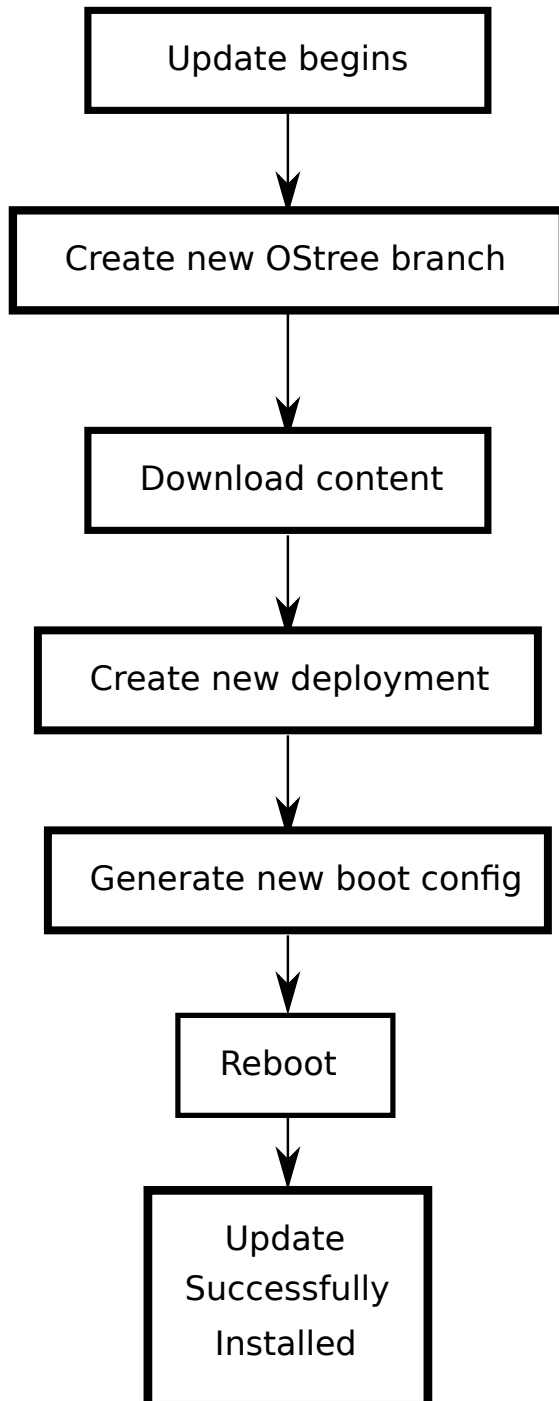 Update begins
Create new OStree branch
Download content
Create new deployment
Generate new boot config
Reboot
Update
Successfully
Installed